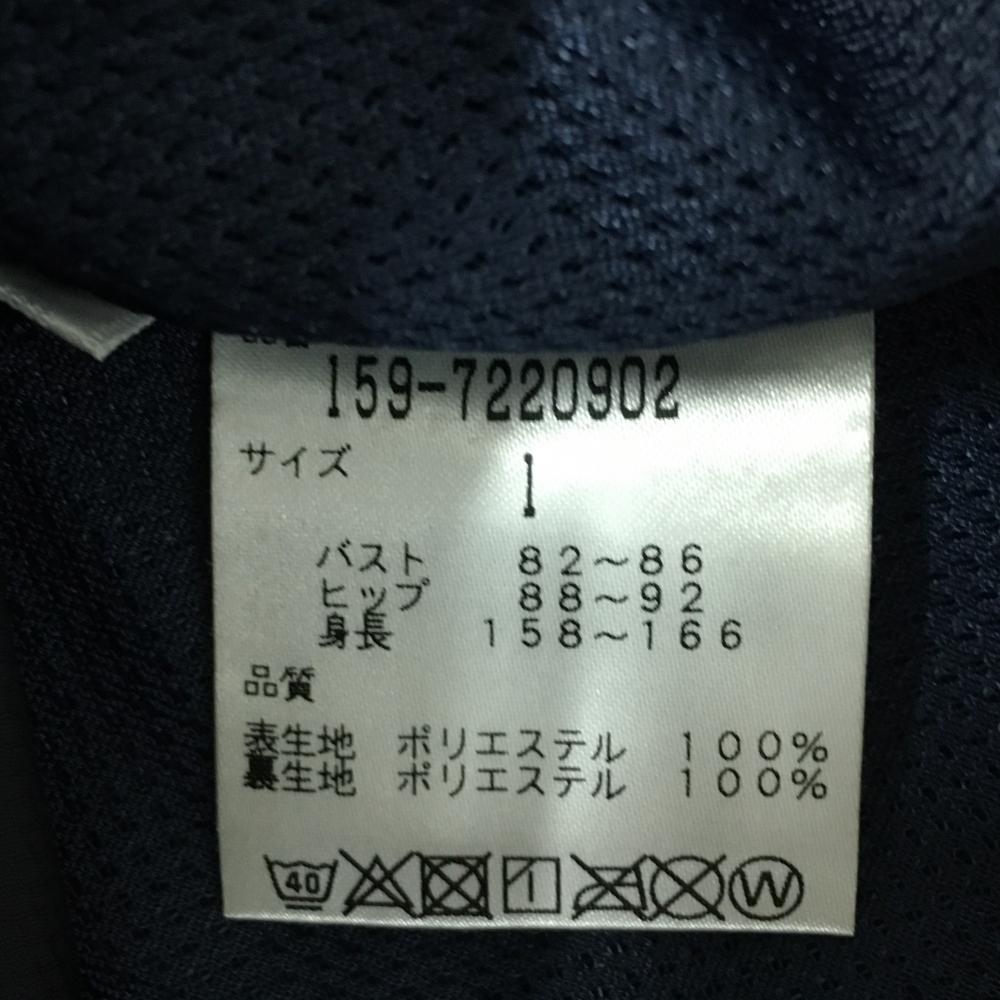 159-7220902
サイズ 1
バスト 82～86
ヒップ 88～92
身長 158～166
品質
表生地 ポリエステル 100%
裏生地 ポリエステル 100%
40 W